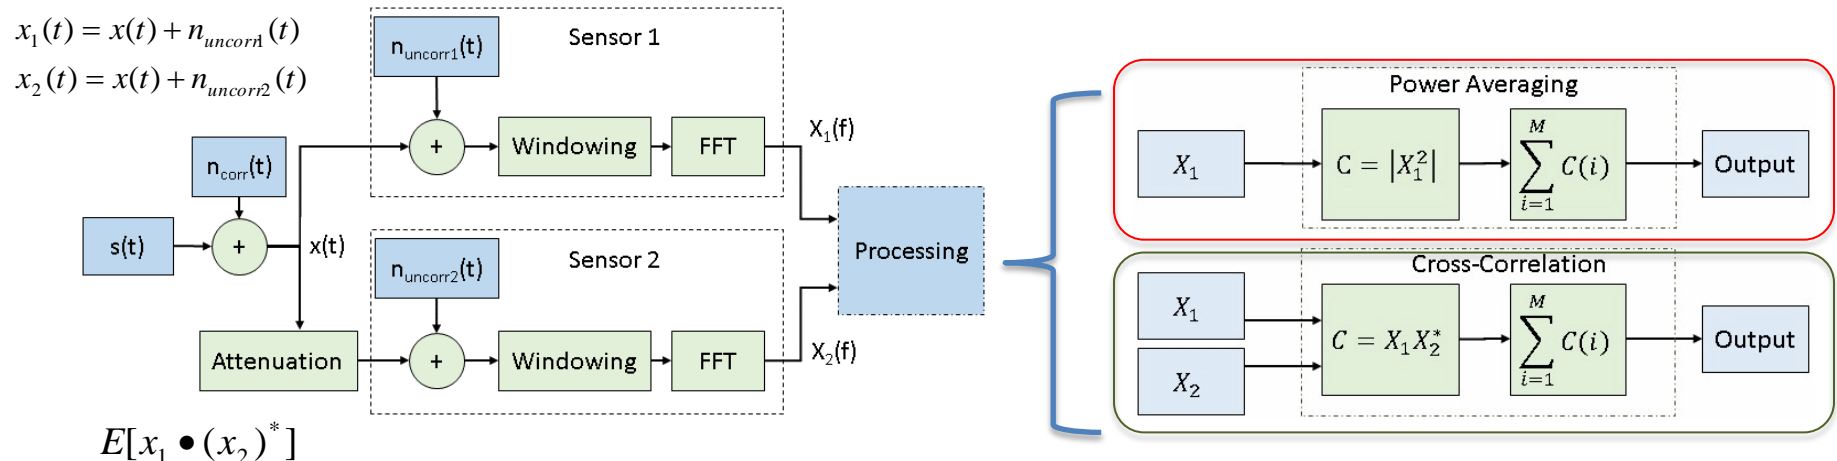 x₁(t) = x(t) + n_uncorr1(t)
x₂(t) = x(t) + n_uncorr2(t)
n_uncorr1(t)
Sensor 1
+
Windowing
FFT
X₁(f)
n_corr(t)
s(t)
+
x(t)
n_uncorr2(t)
Sensor 2
Attenuation
+
Windowing
FFT
X₂(f)
E[x₁ • (x₂)*]
Processing
Power Averaging
X₁
C = |X₁²|
∑_{i=1}^{M} C(i)
Output
Cross-Correlation
X₁
X₂
C = X₁X₂*
∑_{i=1}^{M} C(i)
Output